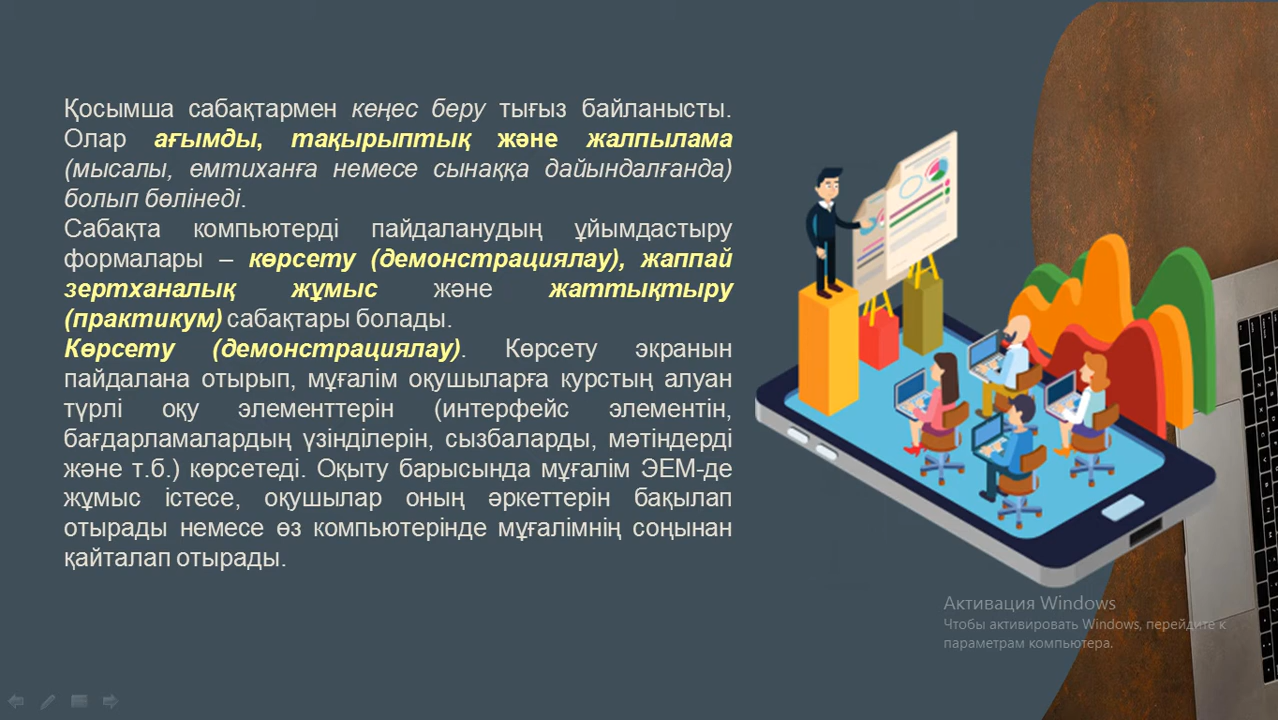 Қосымша сабақтармен кеңес беру тығыз байланысты.
Олар ағымды, тақырыптық және жалпылама
(мысалы, емтиханға немесе сынаққа дайындалғанда)
болып бөлінеді.
Сабақта компьютерді пайдаланудың ұйымдастыру
формалары – көрсету (демонстрациялау), жаппай
зертханалық жұмыс және жаттықтыру
(практикум) сабақтары болады.
Көрсету (демонстрациялау). Көрсету экранын
пайдалана отырып, мұғалім оқушыларға курстың алуан
түрлі оқу элементтерін (интерфейс элементін,
бағдарламалардың үзінділерін, сызбаларды, мәтіндерді
және т.б.) көрсетеді. Оқыту барысында мұғалім ЭЕМ-де
жұмыс істесе, оқушылар оның әркеттерін бақылап
отырады немесе өз компьютерінде мұғалімнің соңынан
қайталап отырады.
Активация Windows
Чтобы активировать Windows, перейдите к
параметрам компьютера.